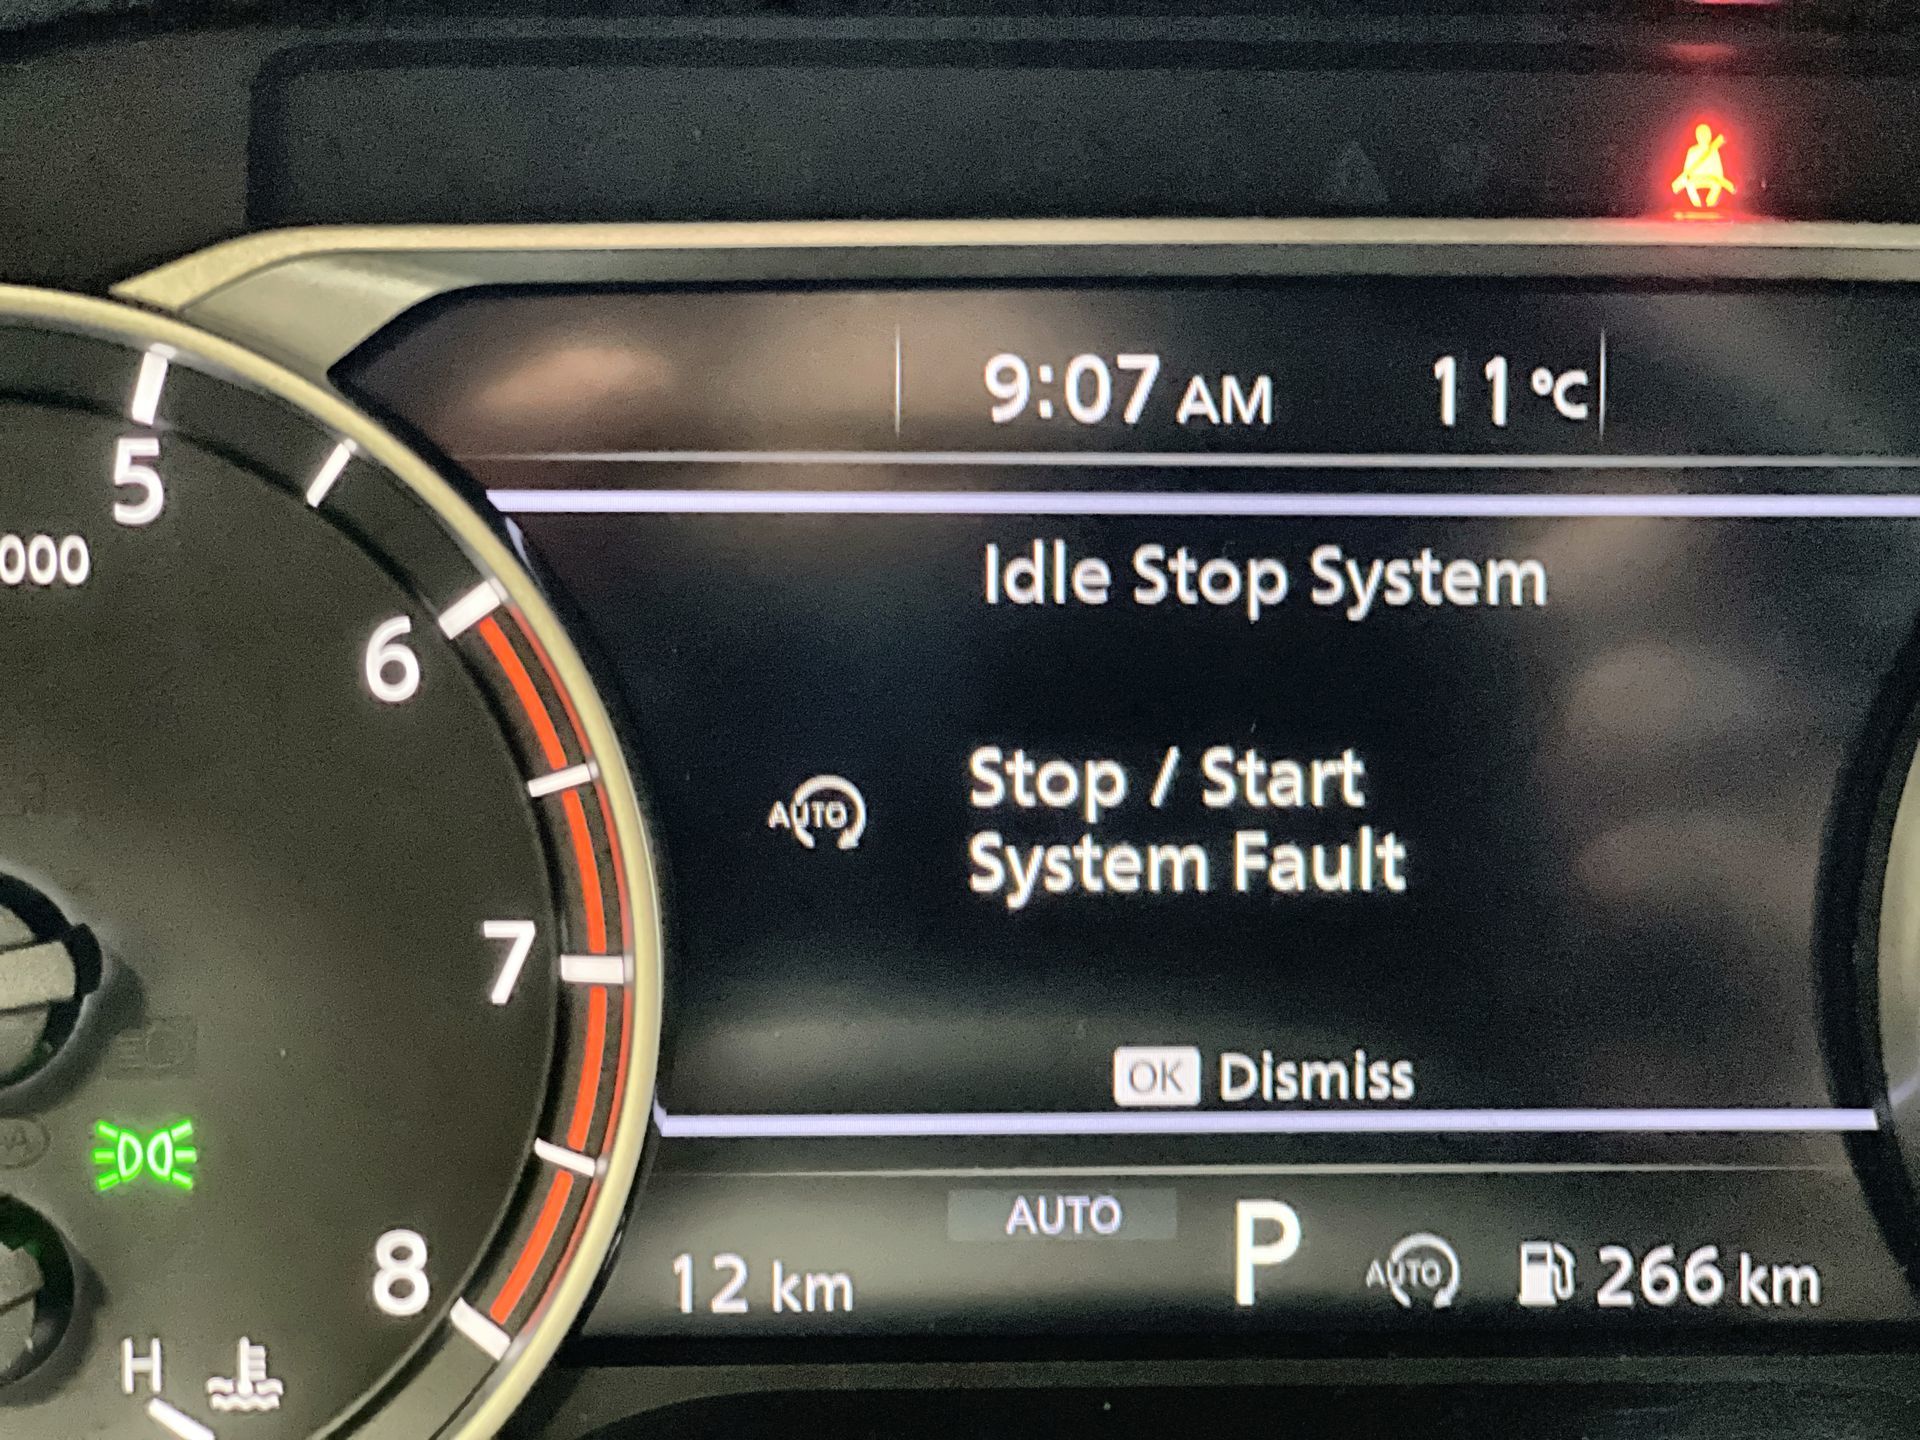 9:07 AM 11 °C
5
000
Idle Stop System
6
AUTO Stop / Start
System Fault
7
OK Dismiss
AUTO
8
12 km P AUTO 266 km
H